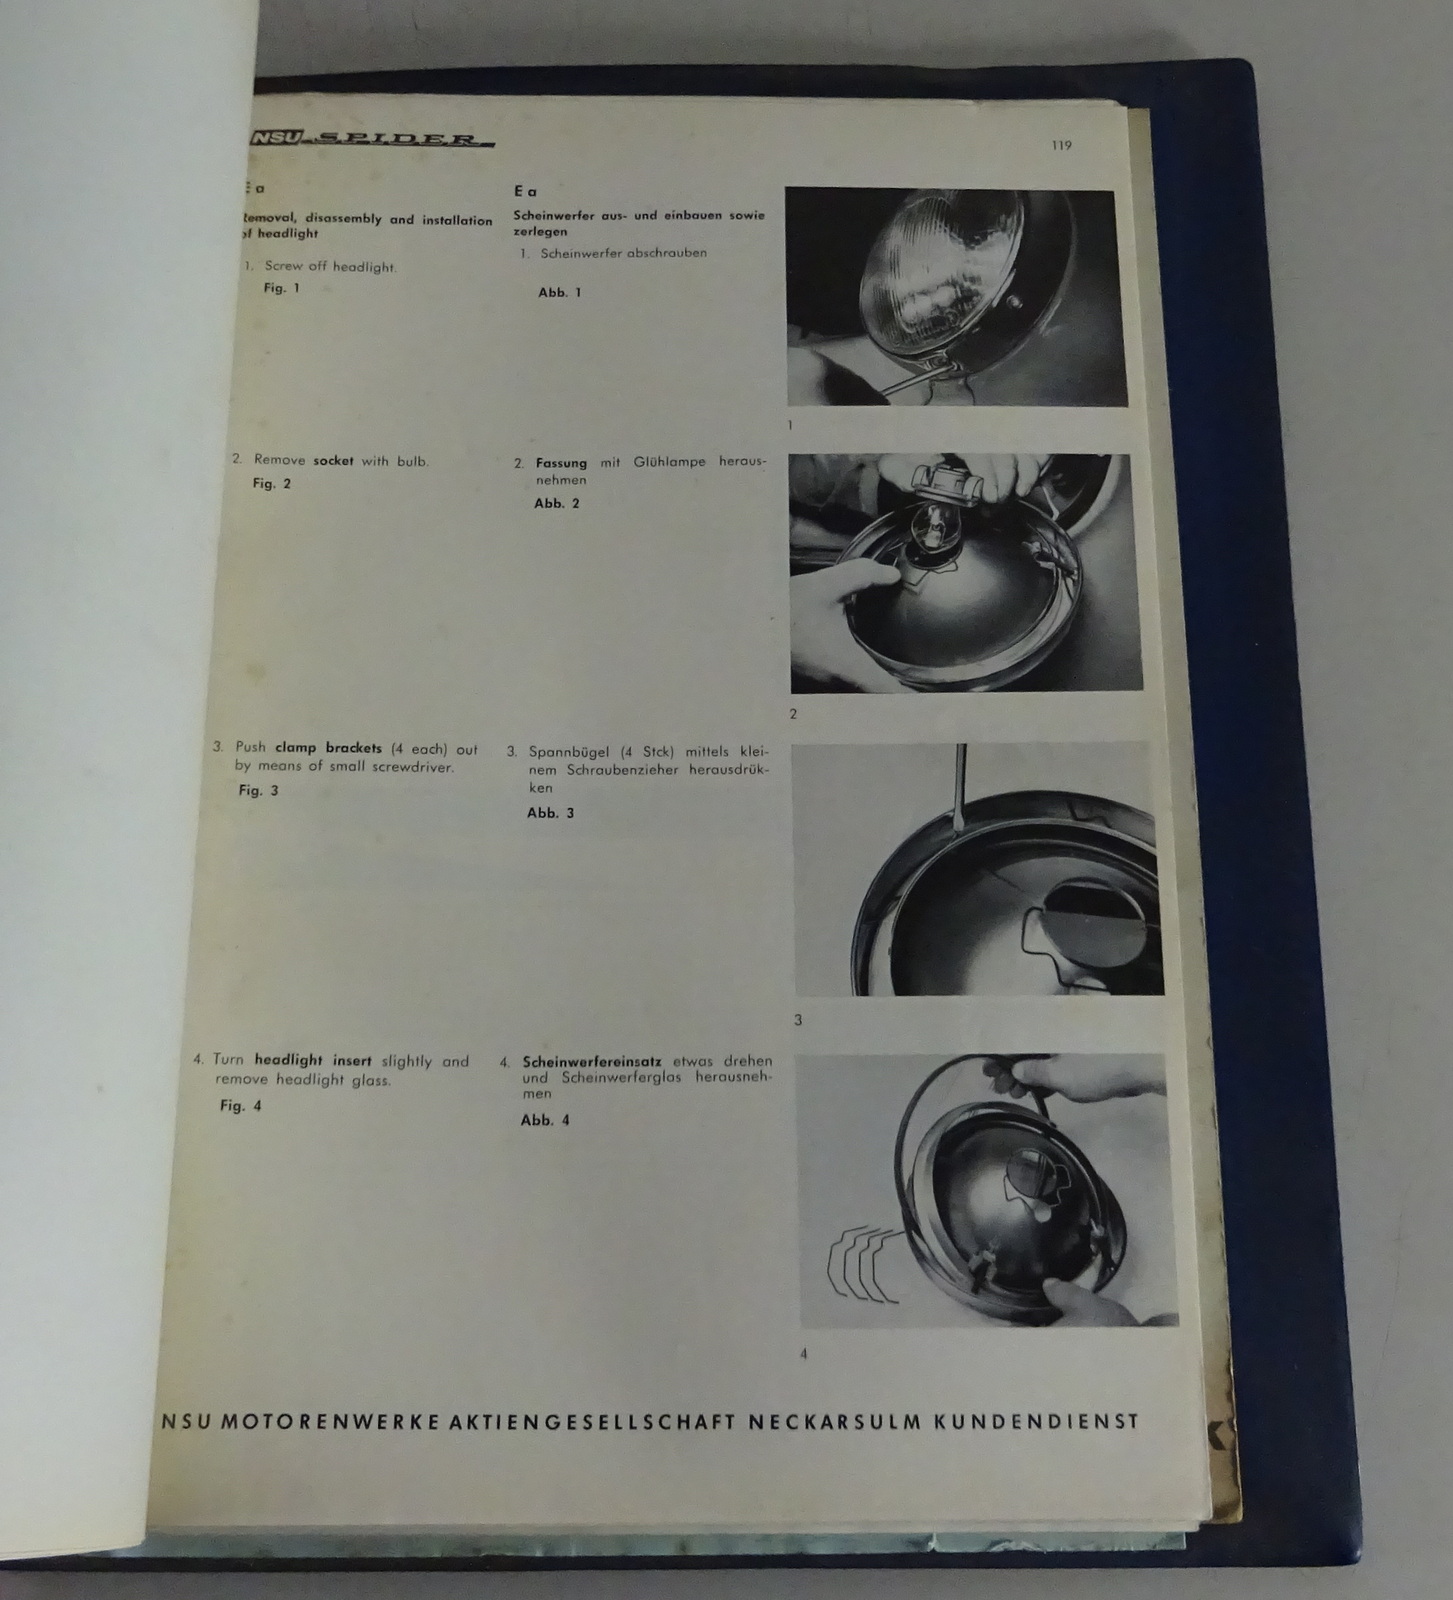 NSU SPIDER
119
E a
Removal, disassembly and installation
of headlight
1. Screw off headlight.
Fig. 1
E a
Scheinwerfer aus- und einbauen sowie
zerlegen
1. Scheinwerfer abschrauben
Abb. 1
1
2. Remove socket with bulb.
Fig. 2
2. Fassung mit Glühlampe heraus-
nehmen
Abb. 2
2
3. Push clamp brackets (4 each) out
by means of small screwdriver.
Fig. 3
3. Spannbügel (4 Stck) mittels klei-
nem Schraubenzieher herausdrük-
ken
Abb. 3
3
4. Turn headlight insert slightly and
remove headlight glass.
Fig. 4
4. Scheinwerfereinsatz etwas drehen
und Scheinwerferglas herausneh-
men
Abb. 4
4
NSU MOTORENWERKE AKTIENGESELLSCHAFT NECKARSULM KUNDENDIENST